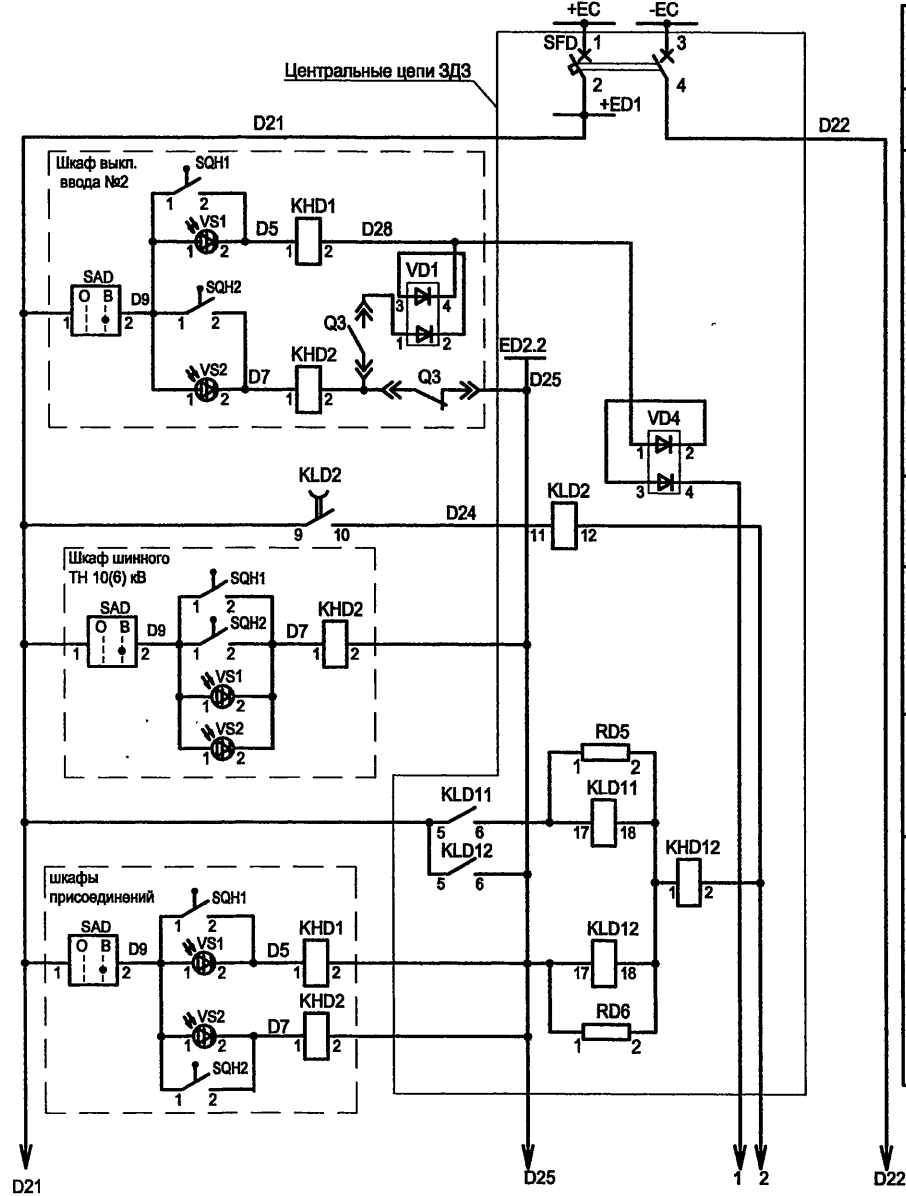 +EC -EC
SFD 1 3
2 4
Центральные цепи ЗДЗ
+ED1
D21 D22
Шкаф выкл.
ввода №2
SQH1
1 2
KHD1
VS1 D5 D28
1 2 1 2
VD1
SAD
O B D9
1 2
SQH2
1 2
3 4
Q3
1 2
ED2.2
KHD2
VS2 D7 Q3 D25
1 2 1 2
VD4
1 2
3 4
KLD2
KLD2
D24
9 10 11 12
Шкаф шинного
ТН 10(6) кВ
SQH1
1 2
SAD KHD2
O B D9 SQH2 D7
1 2 1 2 1 2
VS1
1 2
VS2
1 2
RD5
1 2
KLD11 KLD11
5 6 17 18
KLD12 KHD12
5 6 1 2
шкафы
присоединений
SQH1
1 2
SAD KHD1 KLD12
O B D9 VS1 D5
1 2 1 2 1 2 17 18
KHD2
VS2 D7 RD6
1 2 1 2 1 2
SQH2
1 2
D21 D25 1 2 D22